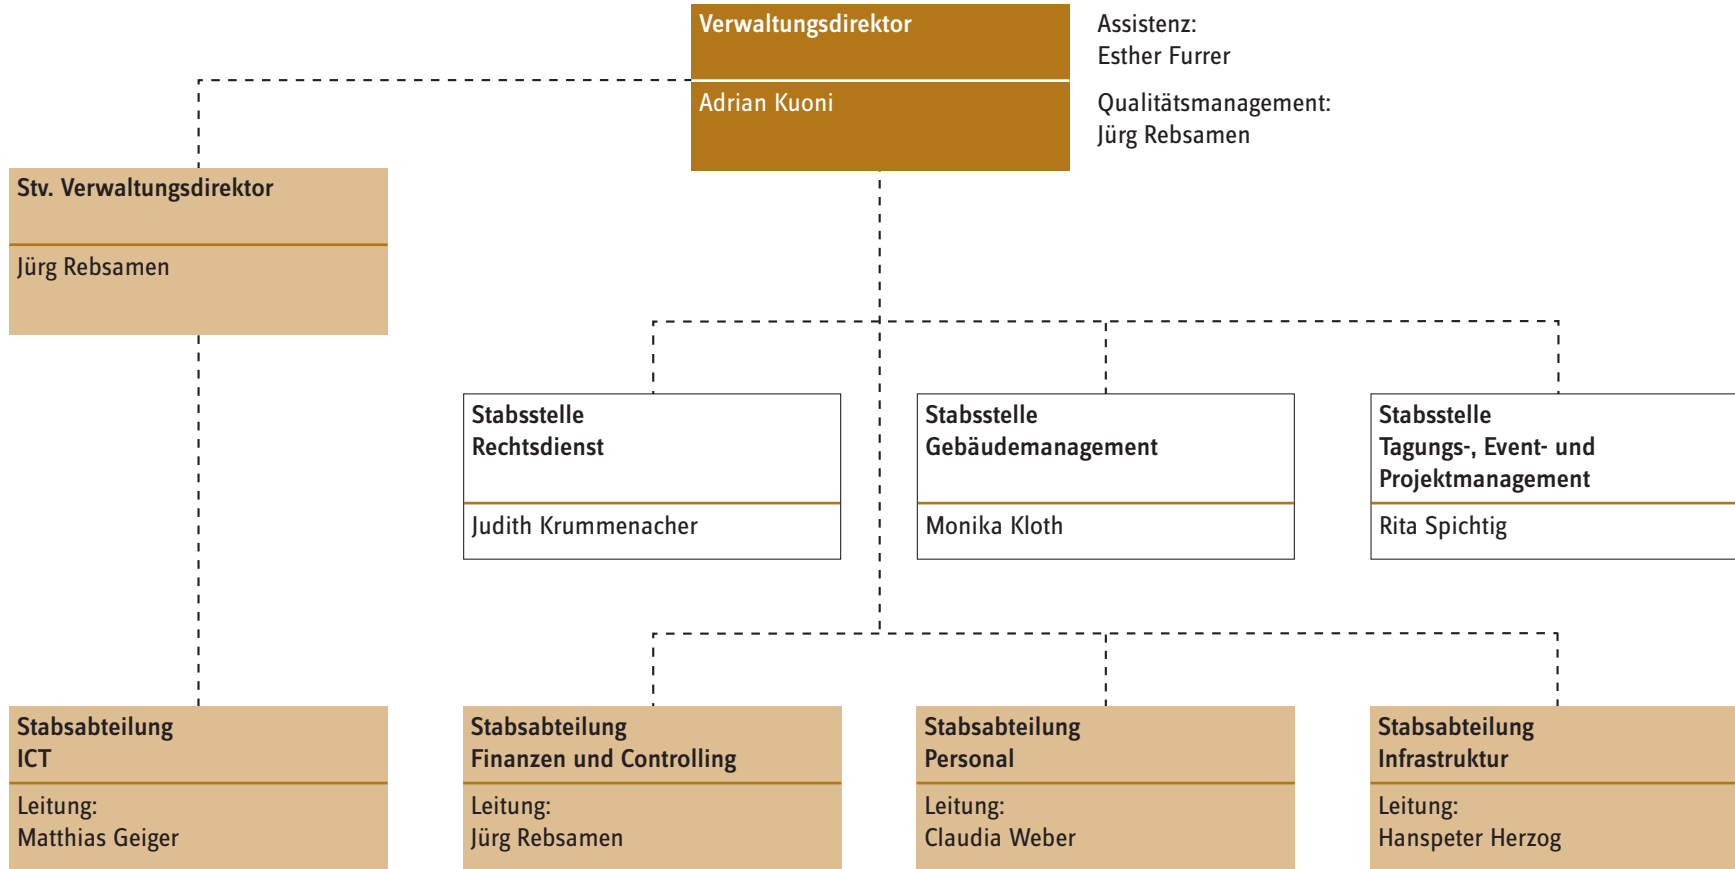 Verwaltungsdirektor
Adrian Kuoni
Assistenz:
Esther Furrer
Qualitätsmanagement:
Jürg Rebsamen
Stv. Verwaltungsdirektor
Jürg Rebsamen
Stabsstelle
Rechtsdienst
Judith Krummenacher
Stabsstelle
Gebäudemanagement
Monika Kloth
Stabsstelle
Tagungs-, Event- und
Projektmanagement
Rita Spichtig
Stabsabteilung
ICT
Leitung:
Matthias Geiger
Stabsabteilung
Finanzen und Controlling
Leitung:
Jürg Rebsamen
Stabsabteilung
Personal
Leitung:
Claudia Weber
Stabsabteilung
Infrastruktur
Leitung:
Hanspeter Herzog